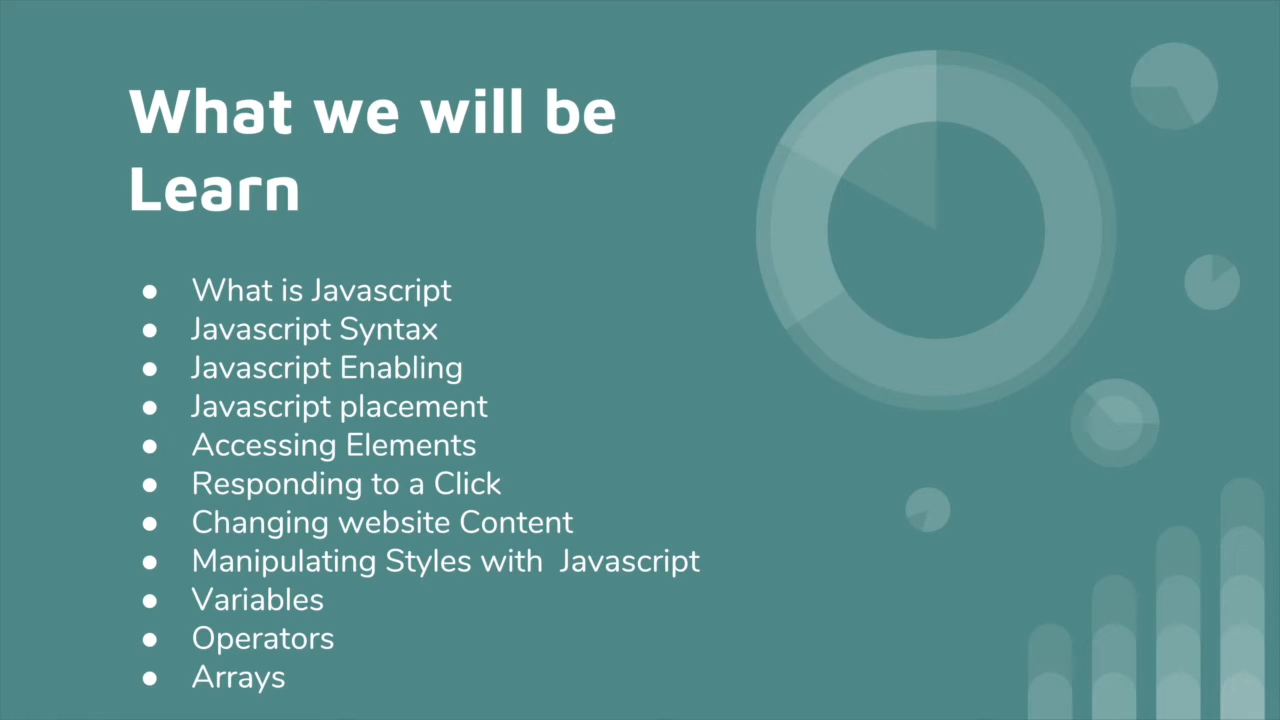 What we will be
Learn
● What is Javascript
● Javascript Syntax
● Javascript Enabling
● Javascript placement
● Accessing Elements
● Responding to a Click
● Changing website Content
● Manipulating Styles with  Javascript
● Variables
● Operators
● Arrays